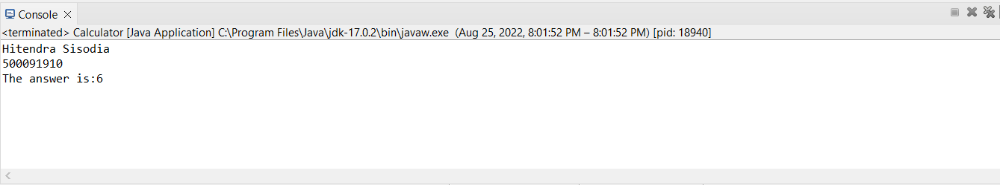 Console
<terminated> Calculator [Java Application] C:\Program Files\Java\jdk-17.0.2\bin\javaw.exe (Aug 25, 2022, 8:01:52 PM – 8:01:52 PM) [pid: 18940]
Hitendra Sisodia
500091910
The answer is:6